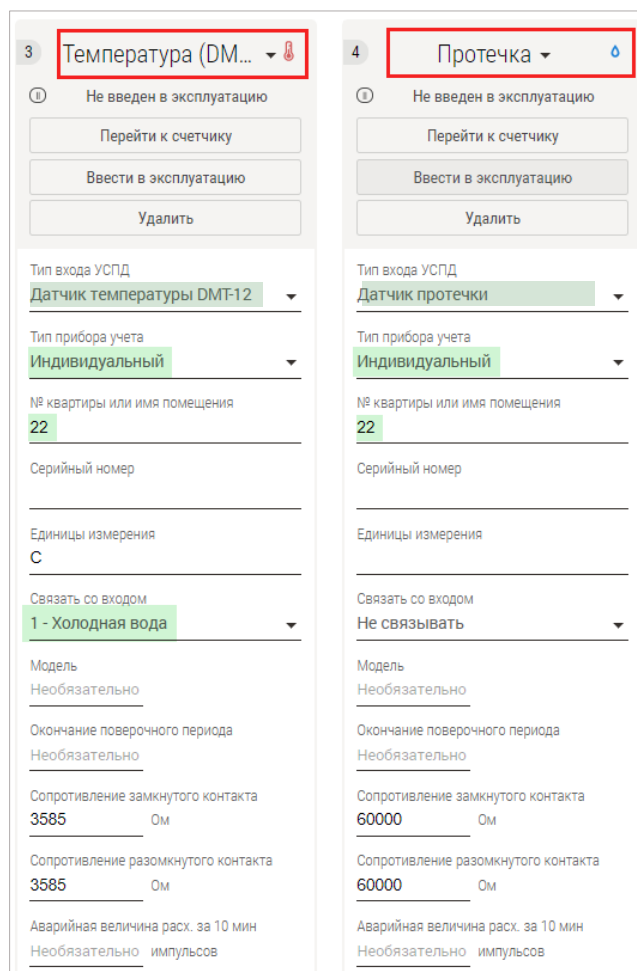 3
Температура (DM...
Не введен в эксплуатацию
Перейти к счетчику
Ввести в эксплуатацию
Удалить
Тип входа УСПД
Датчик температуры DMT-12
Тип прибора учета
Индивидуальный
№ квартиры или имя помещения
22
Серийный номер
Единицы измерения
C
Связать со входом
1 - Холодная вода
Модель
Необязательно
Окончание поверочного периода
Необязательно
Сопротивление замкнутого контакта
3585 Ом
Сопротивление разомкнутого контакта
3585 Ом
Аварийная величина расх. за 10 мин
Необязательно импульсов
4
Протечка
Не введен в эксплуатацию
Перейти к счетчику
Ввести в эксплуатацию
Удалить
Тип входа УСПД
Датчик протечки
Тип прибора учета
Индивидуальный
№ квартиры или имя помещения
22
Серийный номер
Единицы измерения
Связать со входом
Не связывать
Модель
Необязательно
Окончание поверочного периода
Необязательно
Сопротивление замкнутого контакта
60000 Ом
Сопротивление разомкнутого контакта
60000 Ом
Аварийная величина расх. за 10 мин
Необязательно импульсов